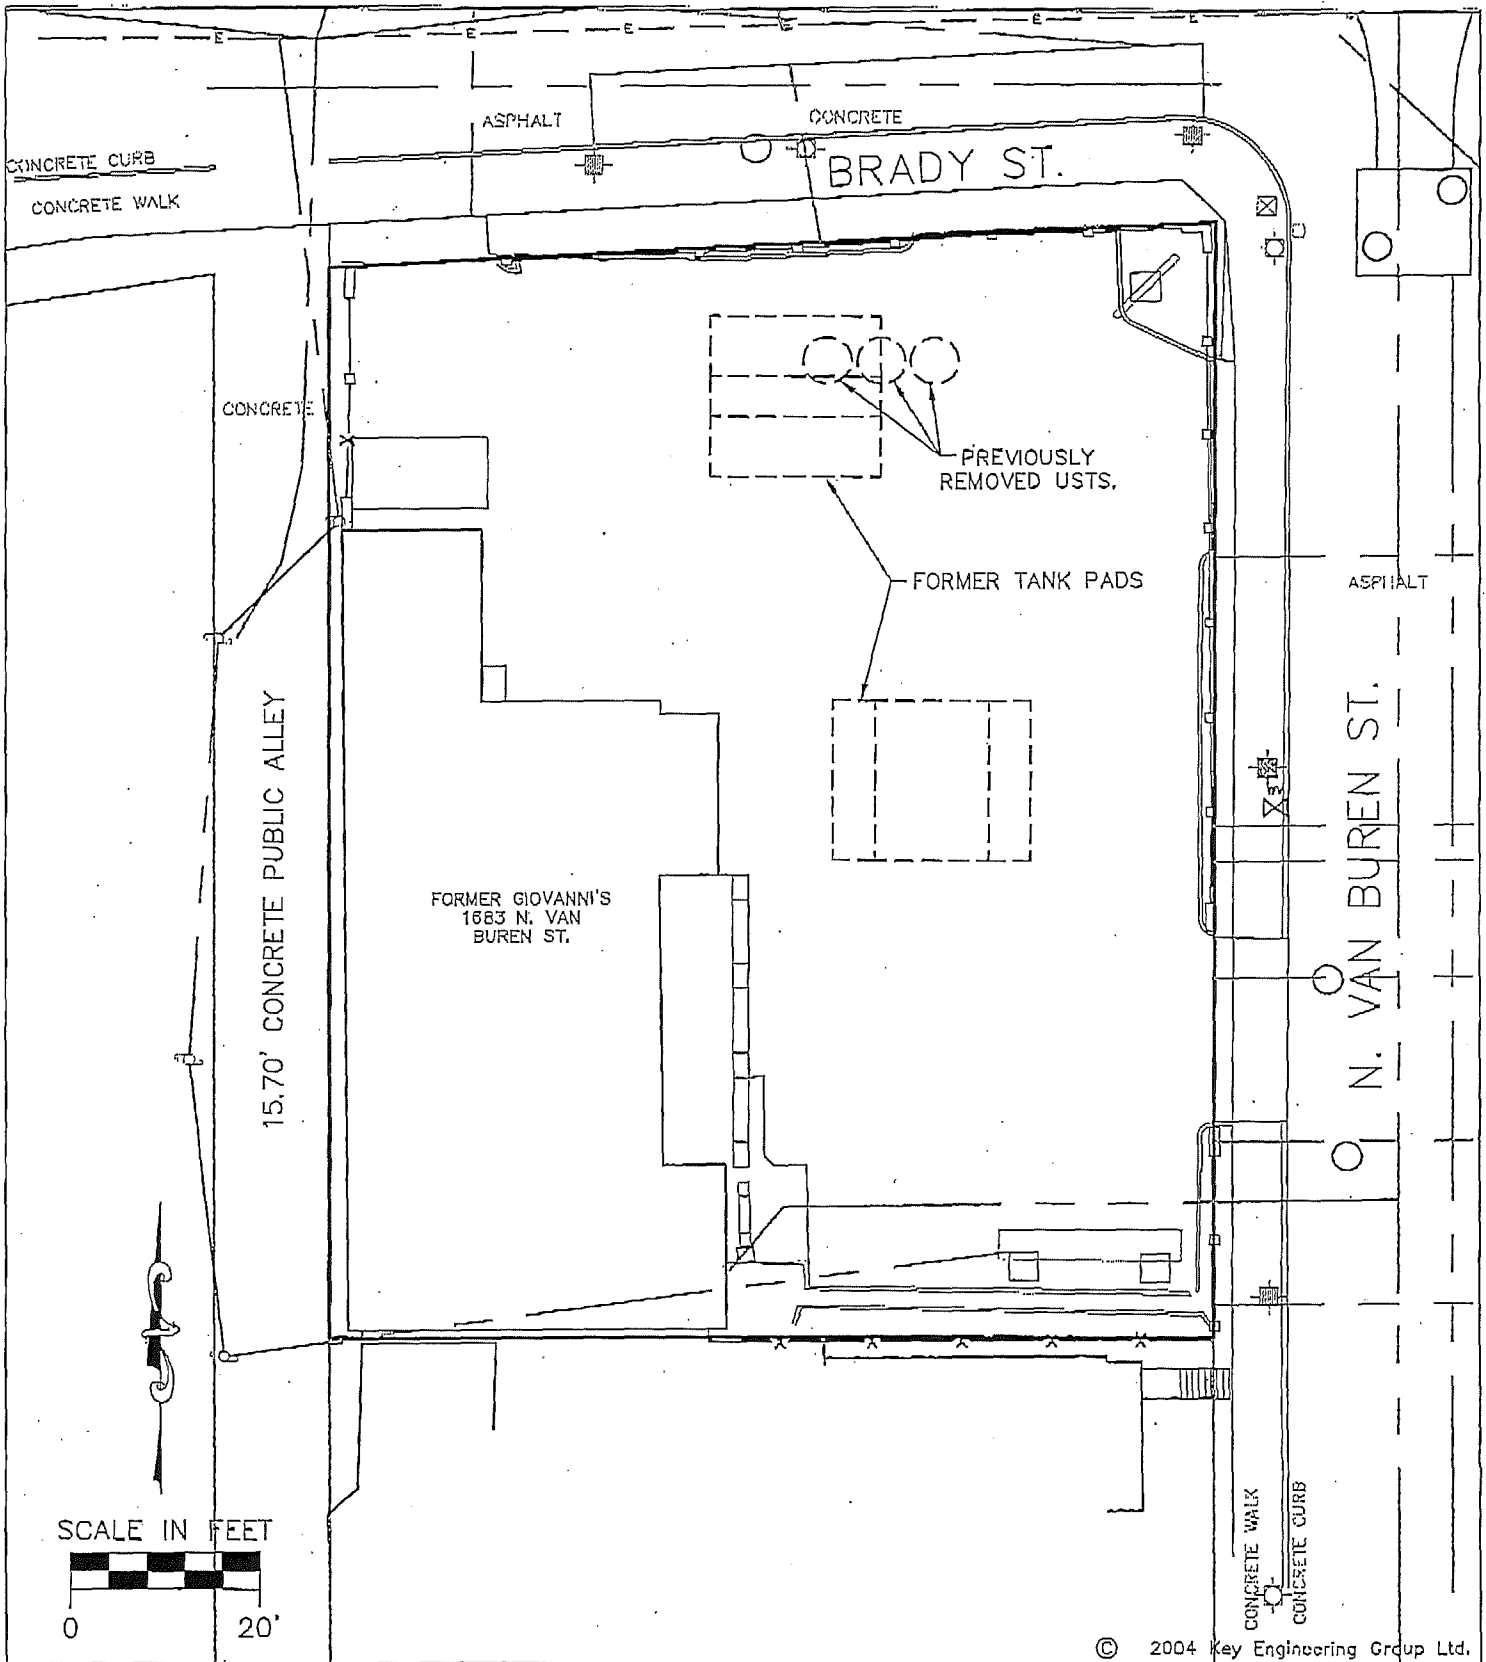 E E E E E
ASPHALT
CONCRETE
CONCRETE CURB
CONCRETE WALK
BRADY ST.
CONCRETE
PREVIOUSLY
REMOVED USTS.
FORMER TANK PADS
ASPHALT
15.70' CONCRETE PUBLIC ALLEY
N. VAN BUREN ST.
FORMER GIOVANNI'S
1683 N. VAN
BUREN ST.
SCALE IN FEET
0 20'
CONCRETE WALK
CONCRETE CURB
© 2004 Key Engineering Group Ltd.